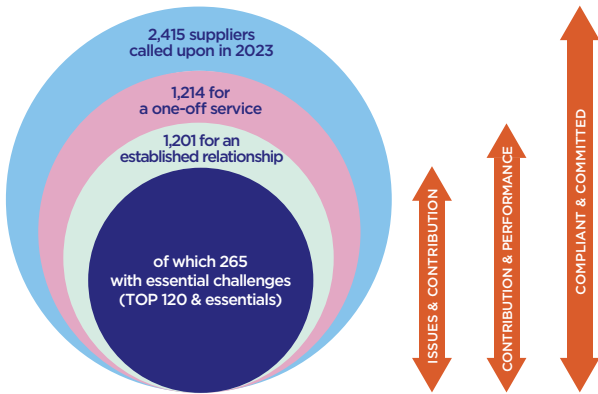 2,415 suppliers
called upon in 2023
1,214 for
a one-off service
1,201 for an
established relationship
of which 265
with essential challenges
(TOP 120 & essentials)
ISSUES & CONTRIBUTION
CONTRIBUTION & PERFORMANCE
COMPLIANT & COMMITTED